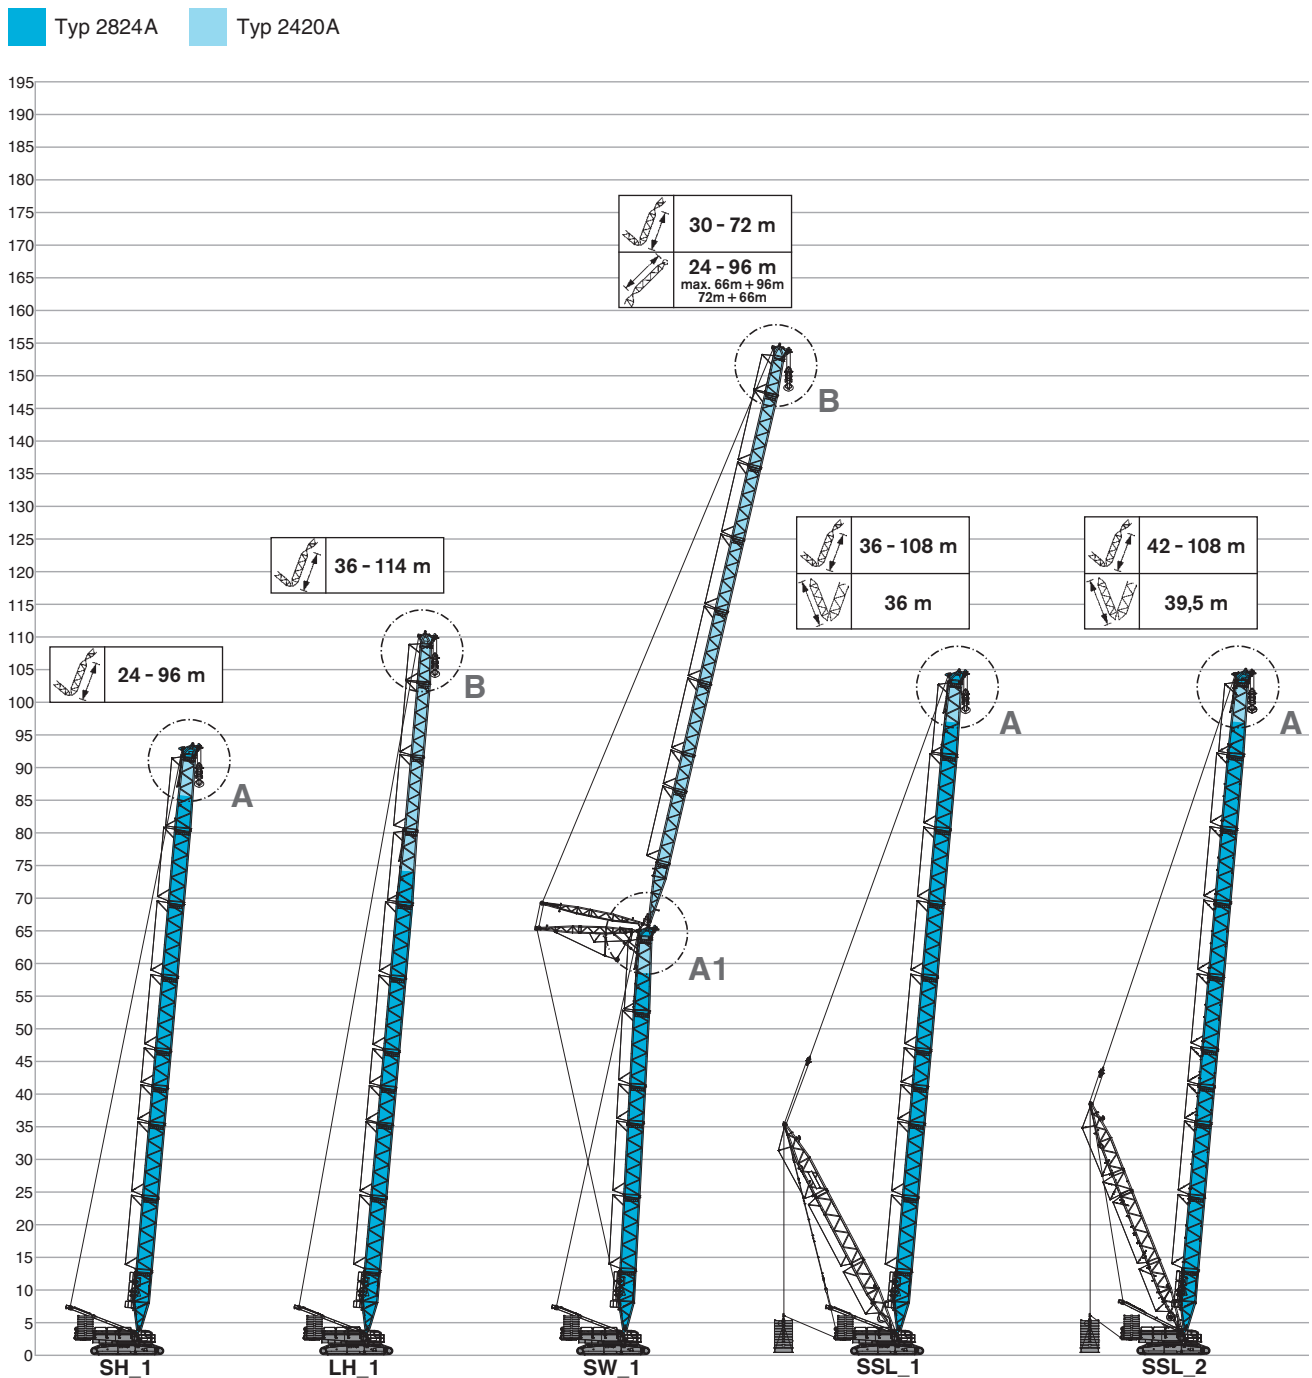 Typ 2824A
Typ 2420A
195
190
185
180
175
170
165
160
155
150
145
140
135
130
125
120
115
110
105
100
95
90
85
80
75
70
65
60
55
50
45
40
35
30
25
20
15
10
5
0
24 - 96 m
A
SH_1
36 - 114 m
B
LH_1
30 - 72 m
24 - 96 m
max. 66m + 96m
72m + 66m
B
A1
SW_1
36 - 108 m
36 m
A
SSL_1
42 - 108 m
39,5 m
A
SSL_2